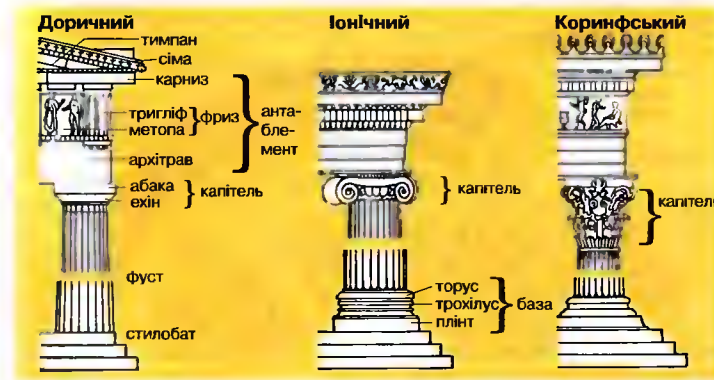 Доричний
тимпан
сіма
карниз
тригліф
метопа
фриз
архітрав
анта-
бле-
мент
абака
ехін
капітель
фуст
стилобат
Іонічний
капітель
торус
трохілус
плінт
база
Коринфський
капітел